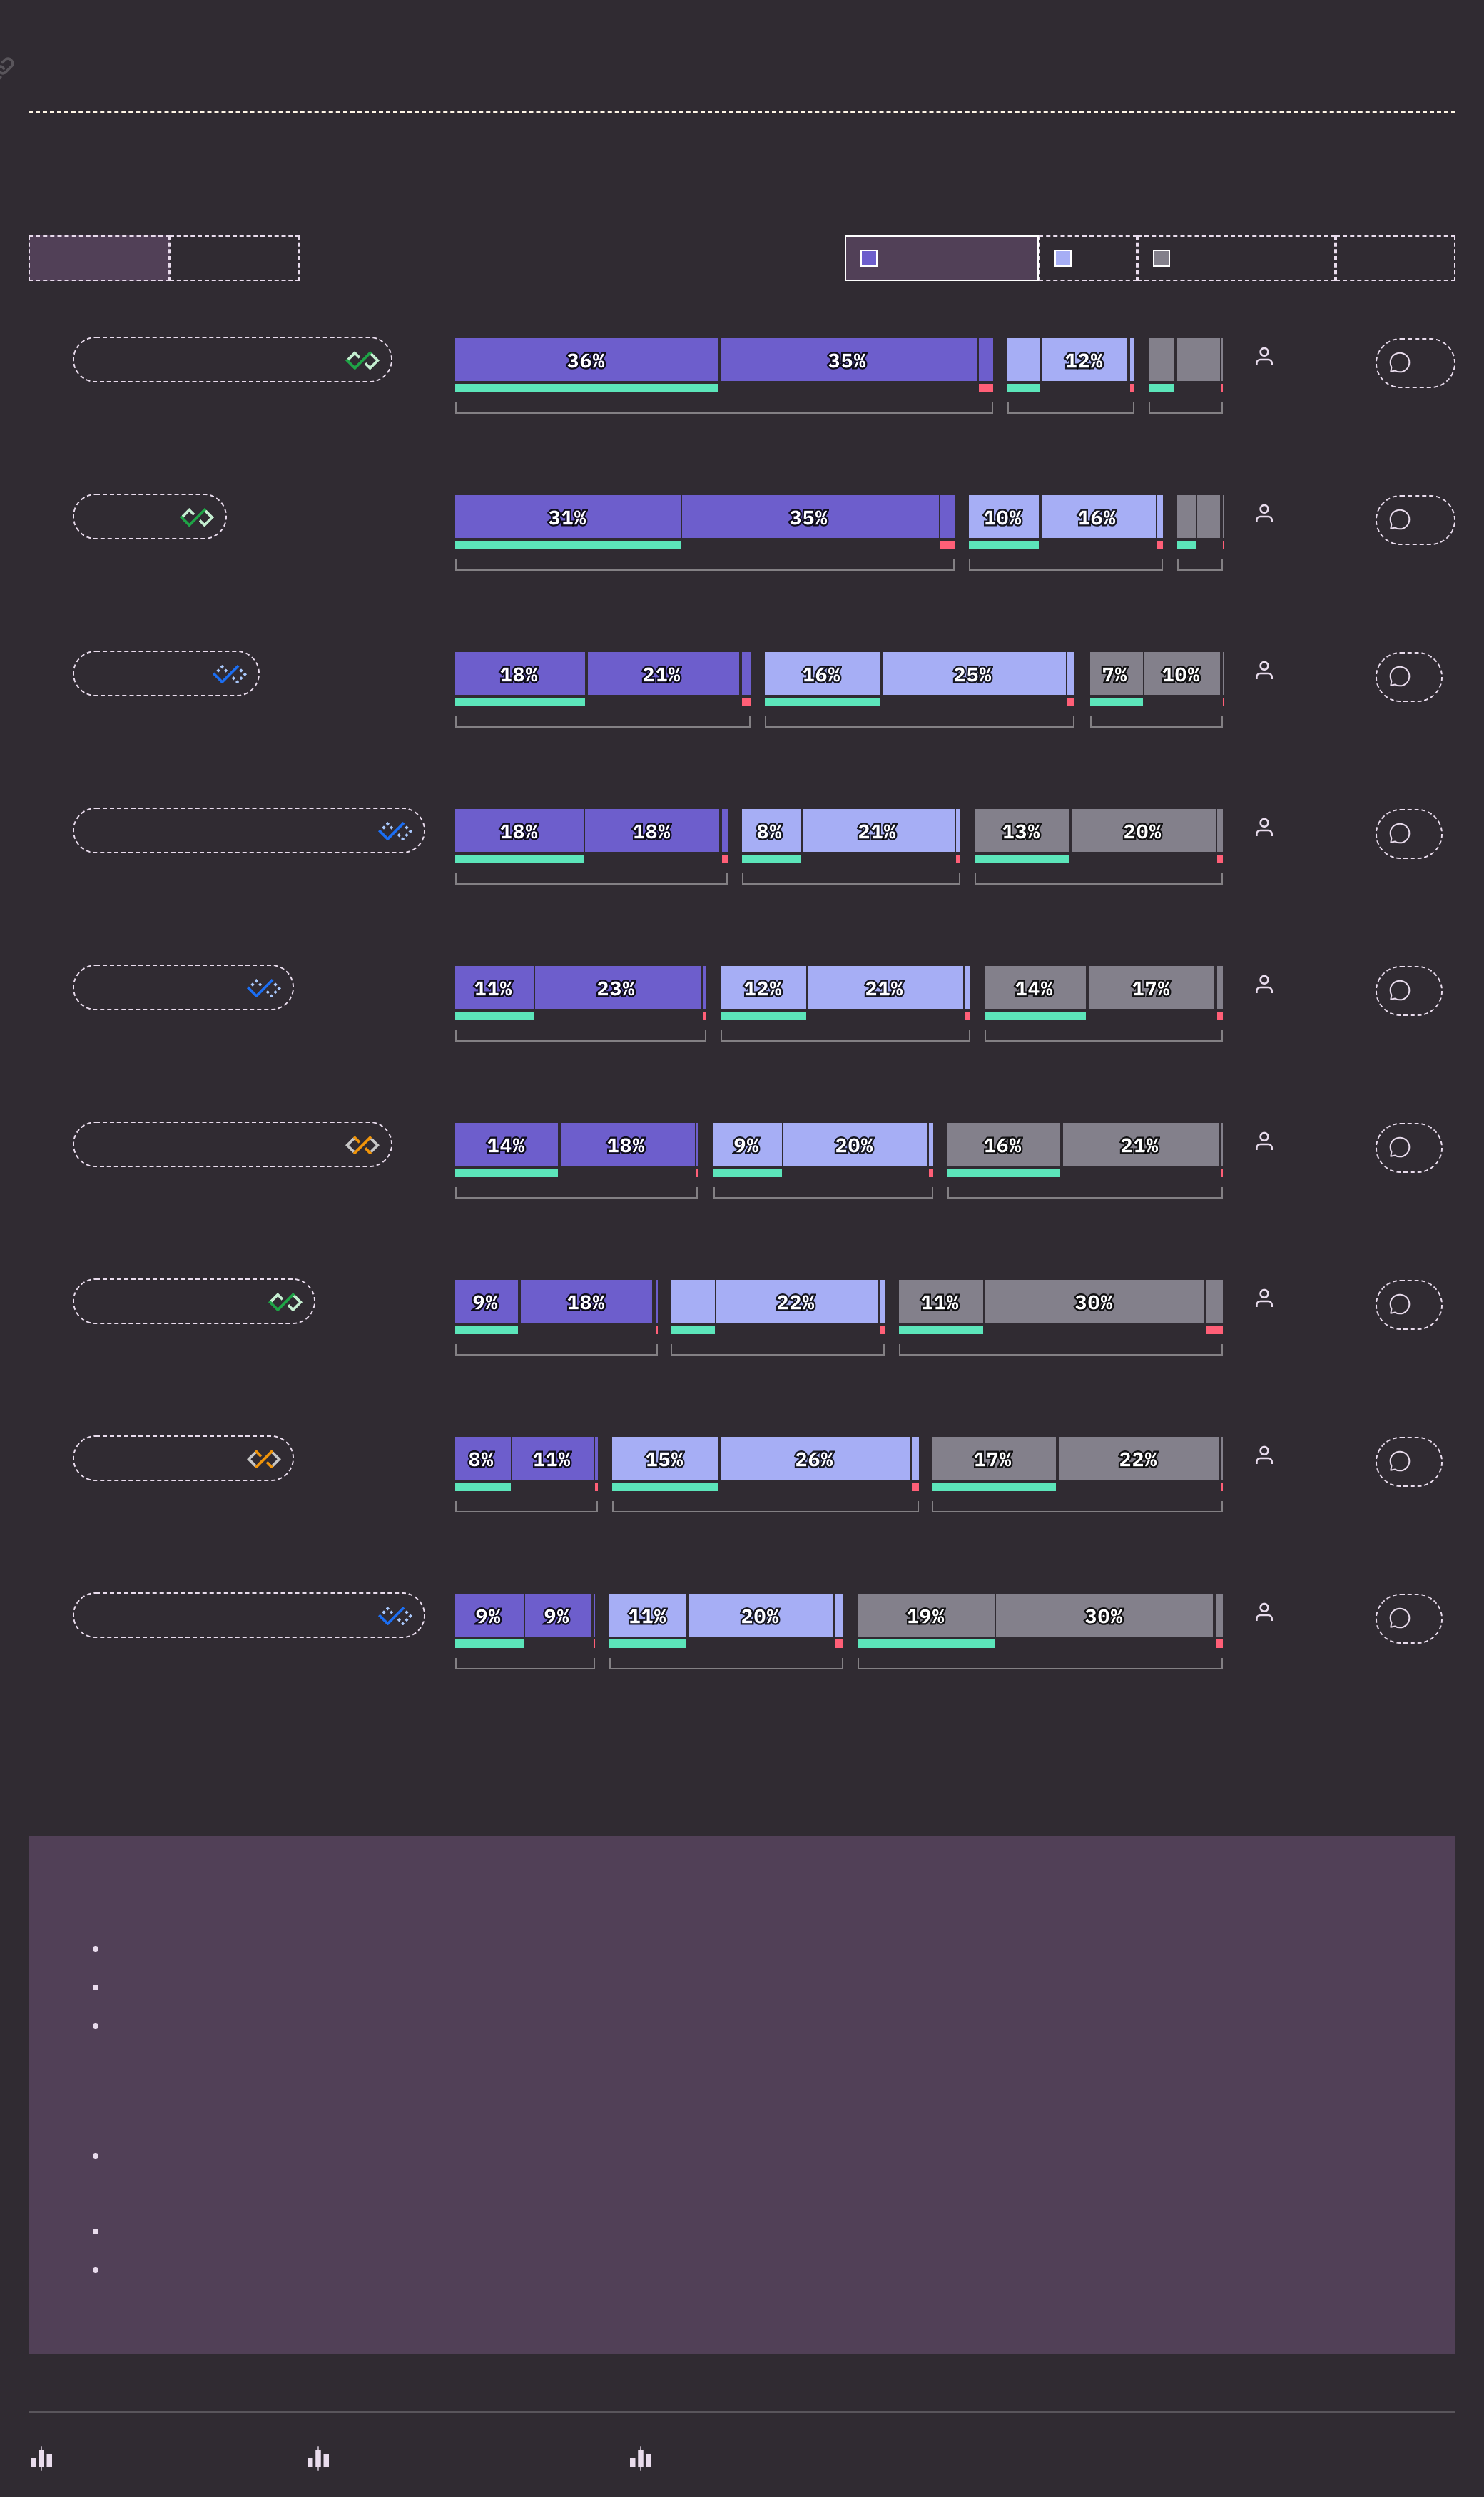 36% 35% 12%
31% 35% 10% 16%
18% 21% 16% 25% 7% 10%
18% 18% 8% 21% 13% 20%
11% 23% 12% 21% 14% 17%
14% 18% 9% 20% 16% 21%
9% 18% 22% 11% 30%
8% 11% 15% 26% 17% 22%
9% 9% 11% 20% 19% 30%